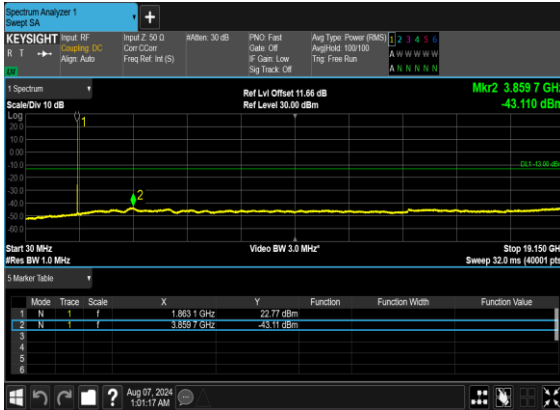 Spectrum Analyzer 1
Swept SA
+
KEYSIGHT Input: RF Input Z: 50 Ω #Atten: 30 dB PNO: Fast Avg Type: Power (RMS) 1 2 3 4 5 6
R T Coupling: DC Corr CCorr Gate: Off Avg|Hold: 100/100 A W W W W W
Align: Auto Freq Ref: Int (S) IF Gain: Low Trig: Free Run
LW Sig Track: Off A N N N N N
1 Spectrum Ref Lvl Offset 11.66 dB Mkr2 3.859 7 GHz
Scale/Div 10 dB Ref Level 30.00 dBm -43.110 dBm
Log
20.0
10.0
0.00
-10.0
-20.0
-30.0
-40.0
-50.0
-60.0
1
2
DL1 -13.00 dBm
Start 30 MHz Video BW 3.0 MHz* Stop 19.150 GHz
#Res BW 1.0 MHz Sweep 32.0 ms (40001 pts)
5 Marker Table
Mode Trace Scale X Y Function Function Width Function Value
1 N 1 f 1.863 1 GHz 22.77 dBm
2 N 1 f 3.859 7 GHz -43.11 dBm
3
4
5
6
? Aug 07, 2024
1:01:17 AM